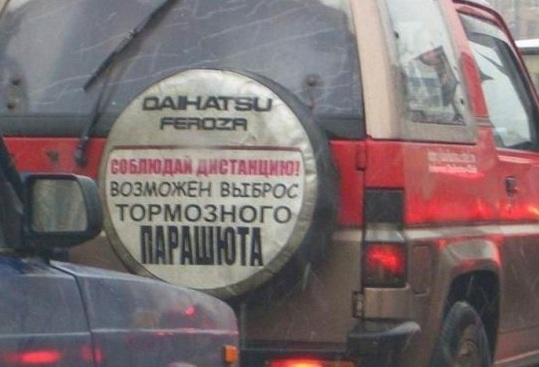 DAIHATSU
FEROZA
СОБЛЮДАЙ ДИСТАНЦИЮ!
ВОЗМОЖЕН ВЫБРОС
ТОРМОЗНОГО
ПАРАШЮТА